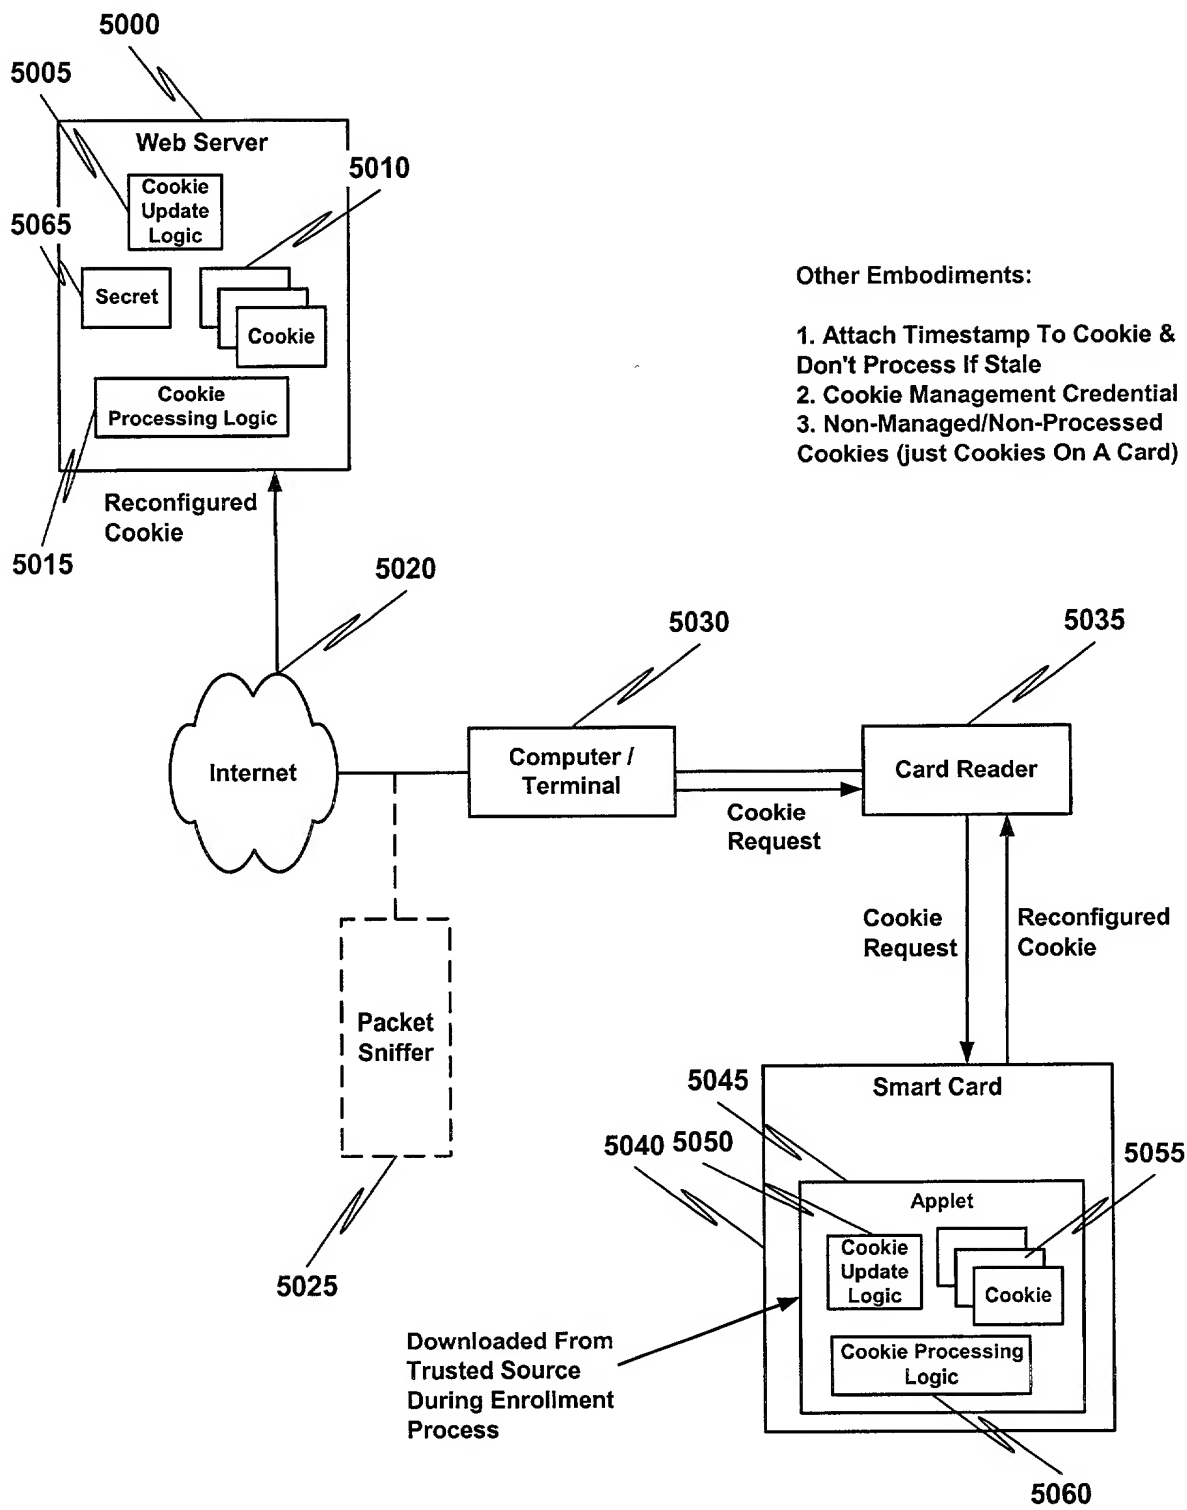 5000
5005
Web Server
5010
Cookie
Update
Logic
5065
Secret
Cookie
Cookie
Processing Logic
Other Embodiments:
1. Attach Timestamp To Cookie &
Don't Process If Stale
2. Cookie Management Credential
3. Non-Managed/Non-Processed
Cookies (just Cookies On A Card)
Reconfigured
Cookie
5015
5020
5030
5035
Internet
Computer /
Terminal
Card Reader
Cookie
Request
Cookie
Request
Reconfigured
Cookie
Packet
Sniffer
5025
Smart Card
5045
5040
5050
5055
Applet
Cookie
Update
Logic
Cookie
Cookie Processing
Logic
Downloaded From
Trusted Source
During Enrollment
Process
5060